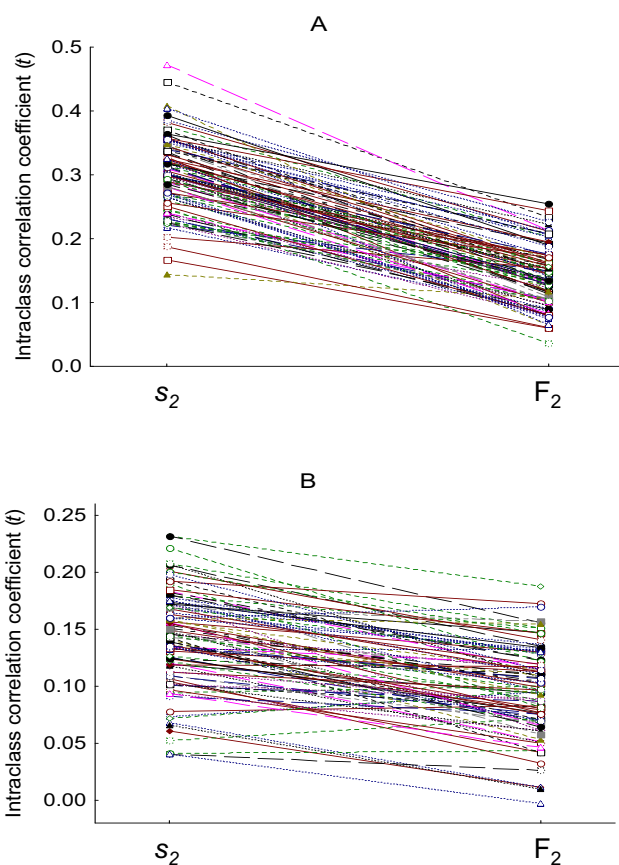 A
Intraclass correlation coefficient (t)
0.5
0.4
0.3
0.2
0.1
0.0
s2
F2
B
Intraclass correlation coefficient (t)
0.25
0.20
0.15
0.10
0.05
0.00
s2
F2